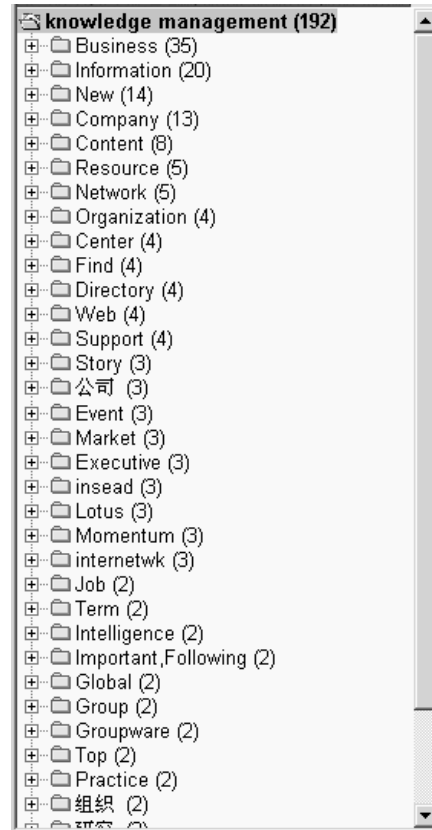 knowledge management (192)
Business (35)
Information (20)
New (14)
Company (13)
Content (8)
Resource (5)
Network (5)
Organization (4)
Center (4)
Find (4)
Directory (4)
Web (4)
Support (4)
Story (3)
公司 (3)
Event (3)
Market (3)
Executive (3)
insead (3)
Lotus (3)
Momentum (3)
internetwk (3)
Job (2)
Term (2)
Intelligence (2)
Important,Following (2)
Global (2)
Group (2)
Groupware (2)
Top (2)
Practice (2)
组织 (2)